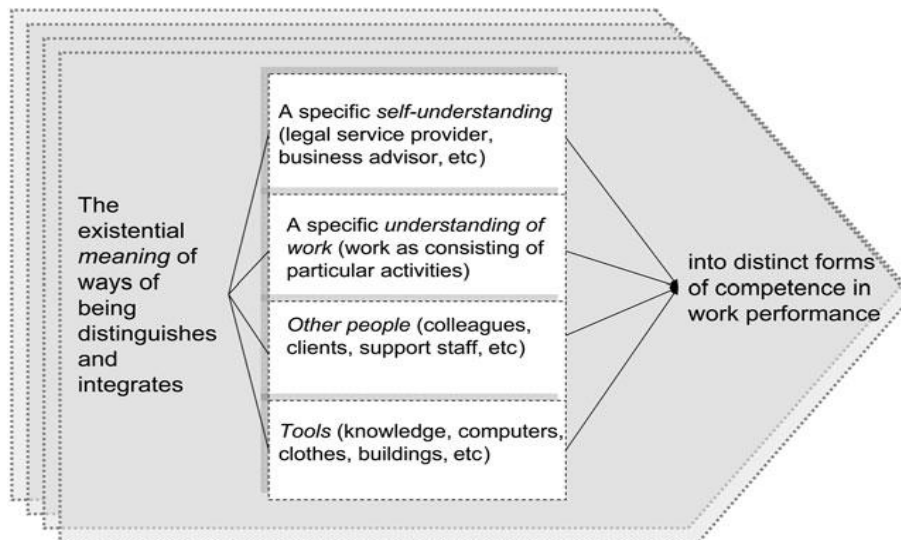 The
existential
meaning of
ways of
being
distinguishes
and
integrates
A specific self-understanding
(legal service provider,
business advisor, etc)
A specific understanding of
work (work as consisting of
particular activities)
Other people (colleagues,
clients, support staff, etc)
Tools (knowledge, computers,
clothes, buildings, etc)
into distinct forms
of competence in
work performance